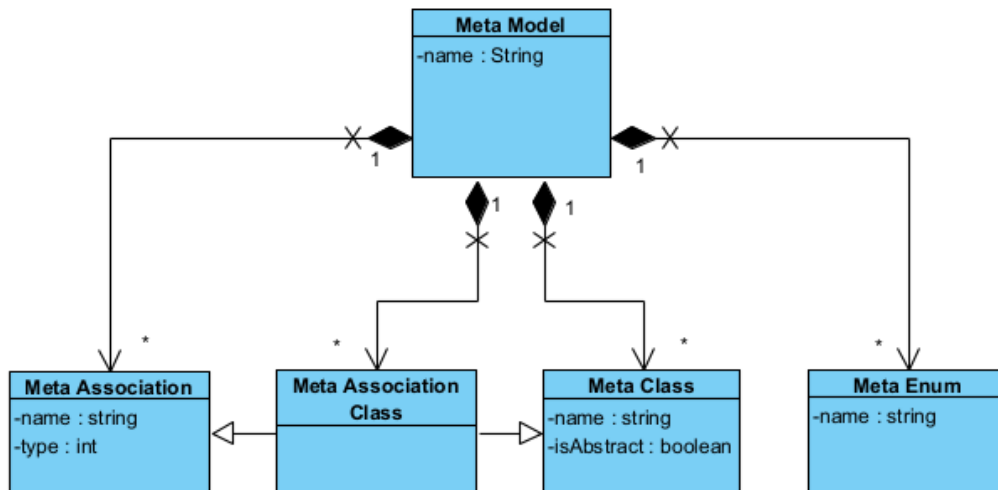 Meta Model
-name : String
1
1
1
1
*
*
*
*
Meta Association
-name : string
-type : int
Meta Association
Class
Meta Class
-name : string
-isAbstract : boolean
Meta Enum
-name : string